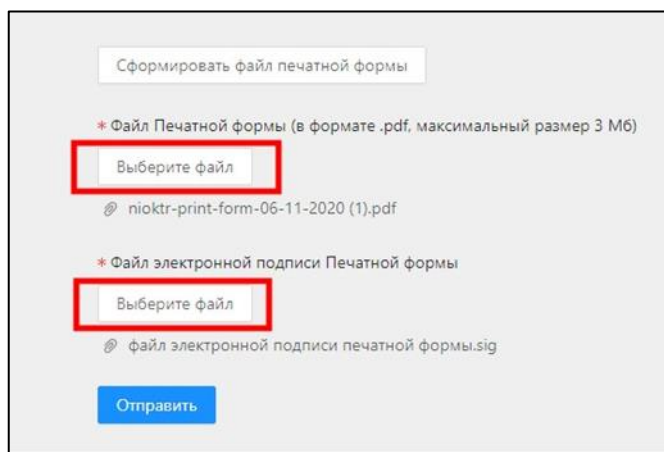 Сформировать файл печатной формы
* Файл Печатной формы (в формате .pdf, максимальный размер 3 Мб)
Выберите файл
nioktr-print-form-06-11-2020 (1).pdf
* Файл электронной подписи Печатной формы
Выберите файл
файл электронной подписи печатной формы.sig
Отправить